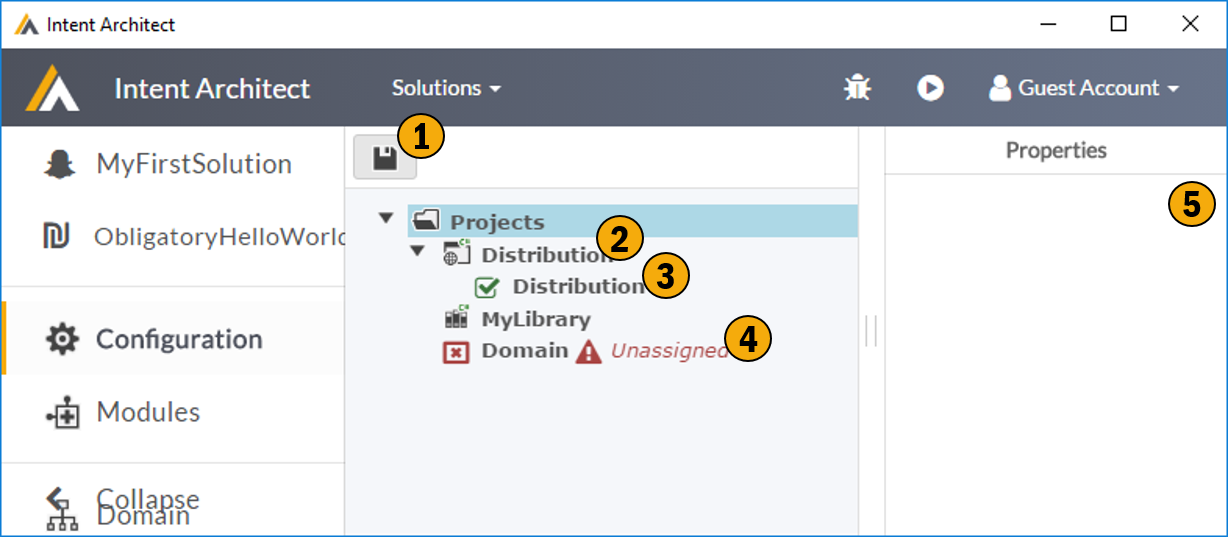 Intent Architect
Intent Architect
Solutions
Guest Account
1
MyFirstSolution
ObligatoryHelloWorld
Configuration
Modules
Collapse
Domain
Projects
2
Distribution
3
Distribution
MyLibrary
4
Domain Unassigned
Properties
5